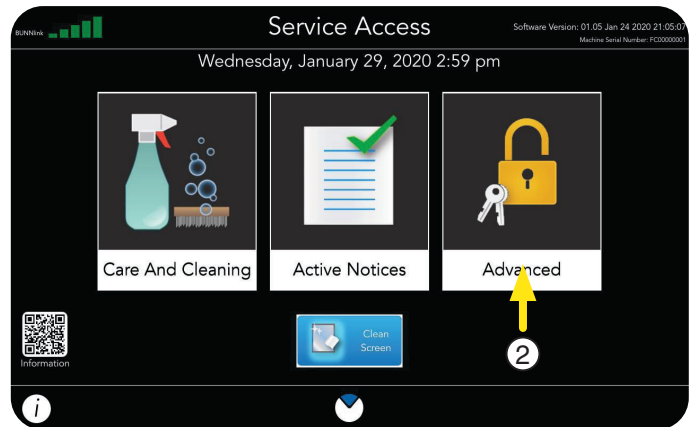 BUNNlink
Service Access
Software Version: 01.05 Jan 24 2020 21:05:07
Machine Serial Number: FC00000001
Wednesday, January 29, 2020 2:59 pm
Care And Cleaning
Active Notices
Advanced
Clean
Screen
2
Information
i